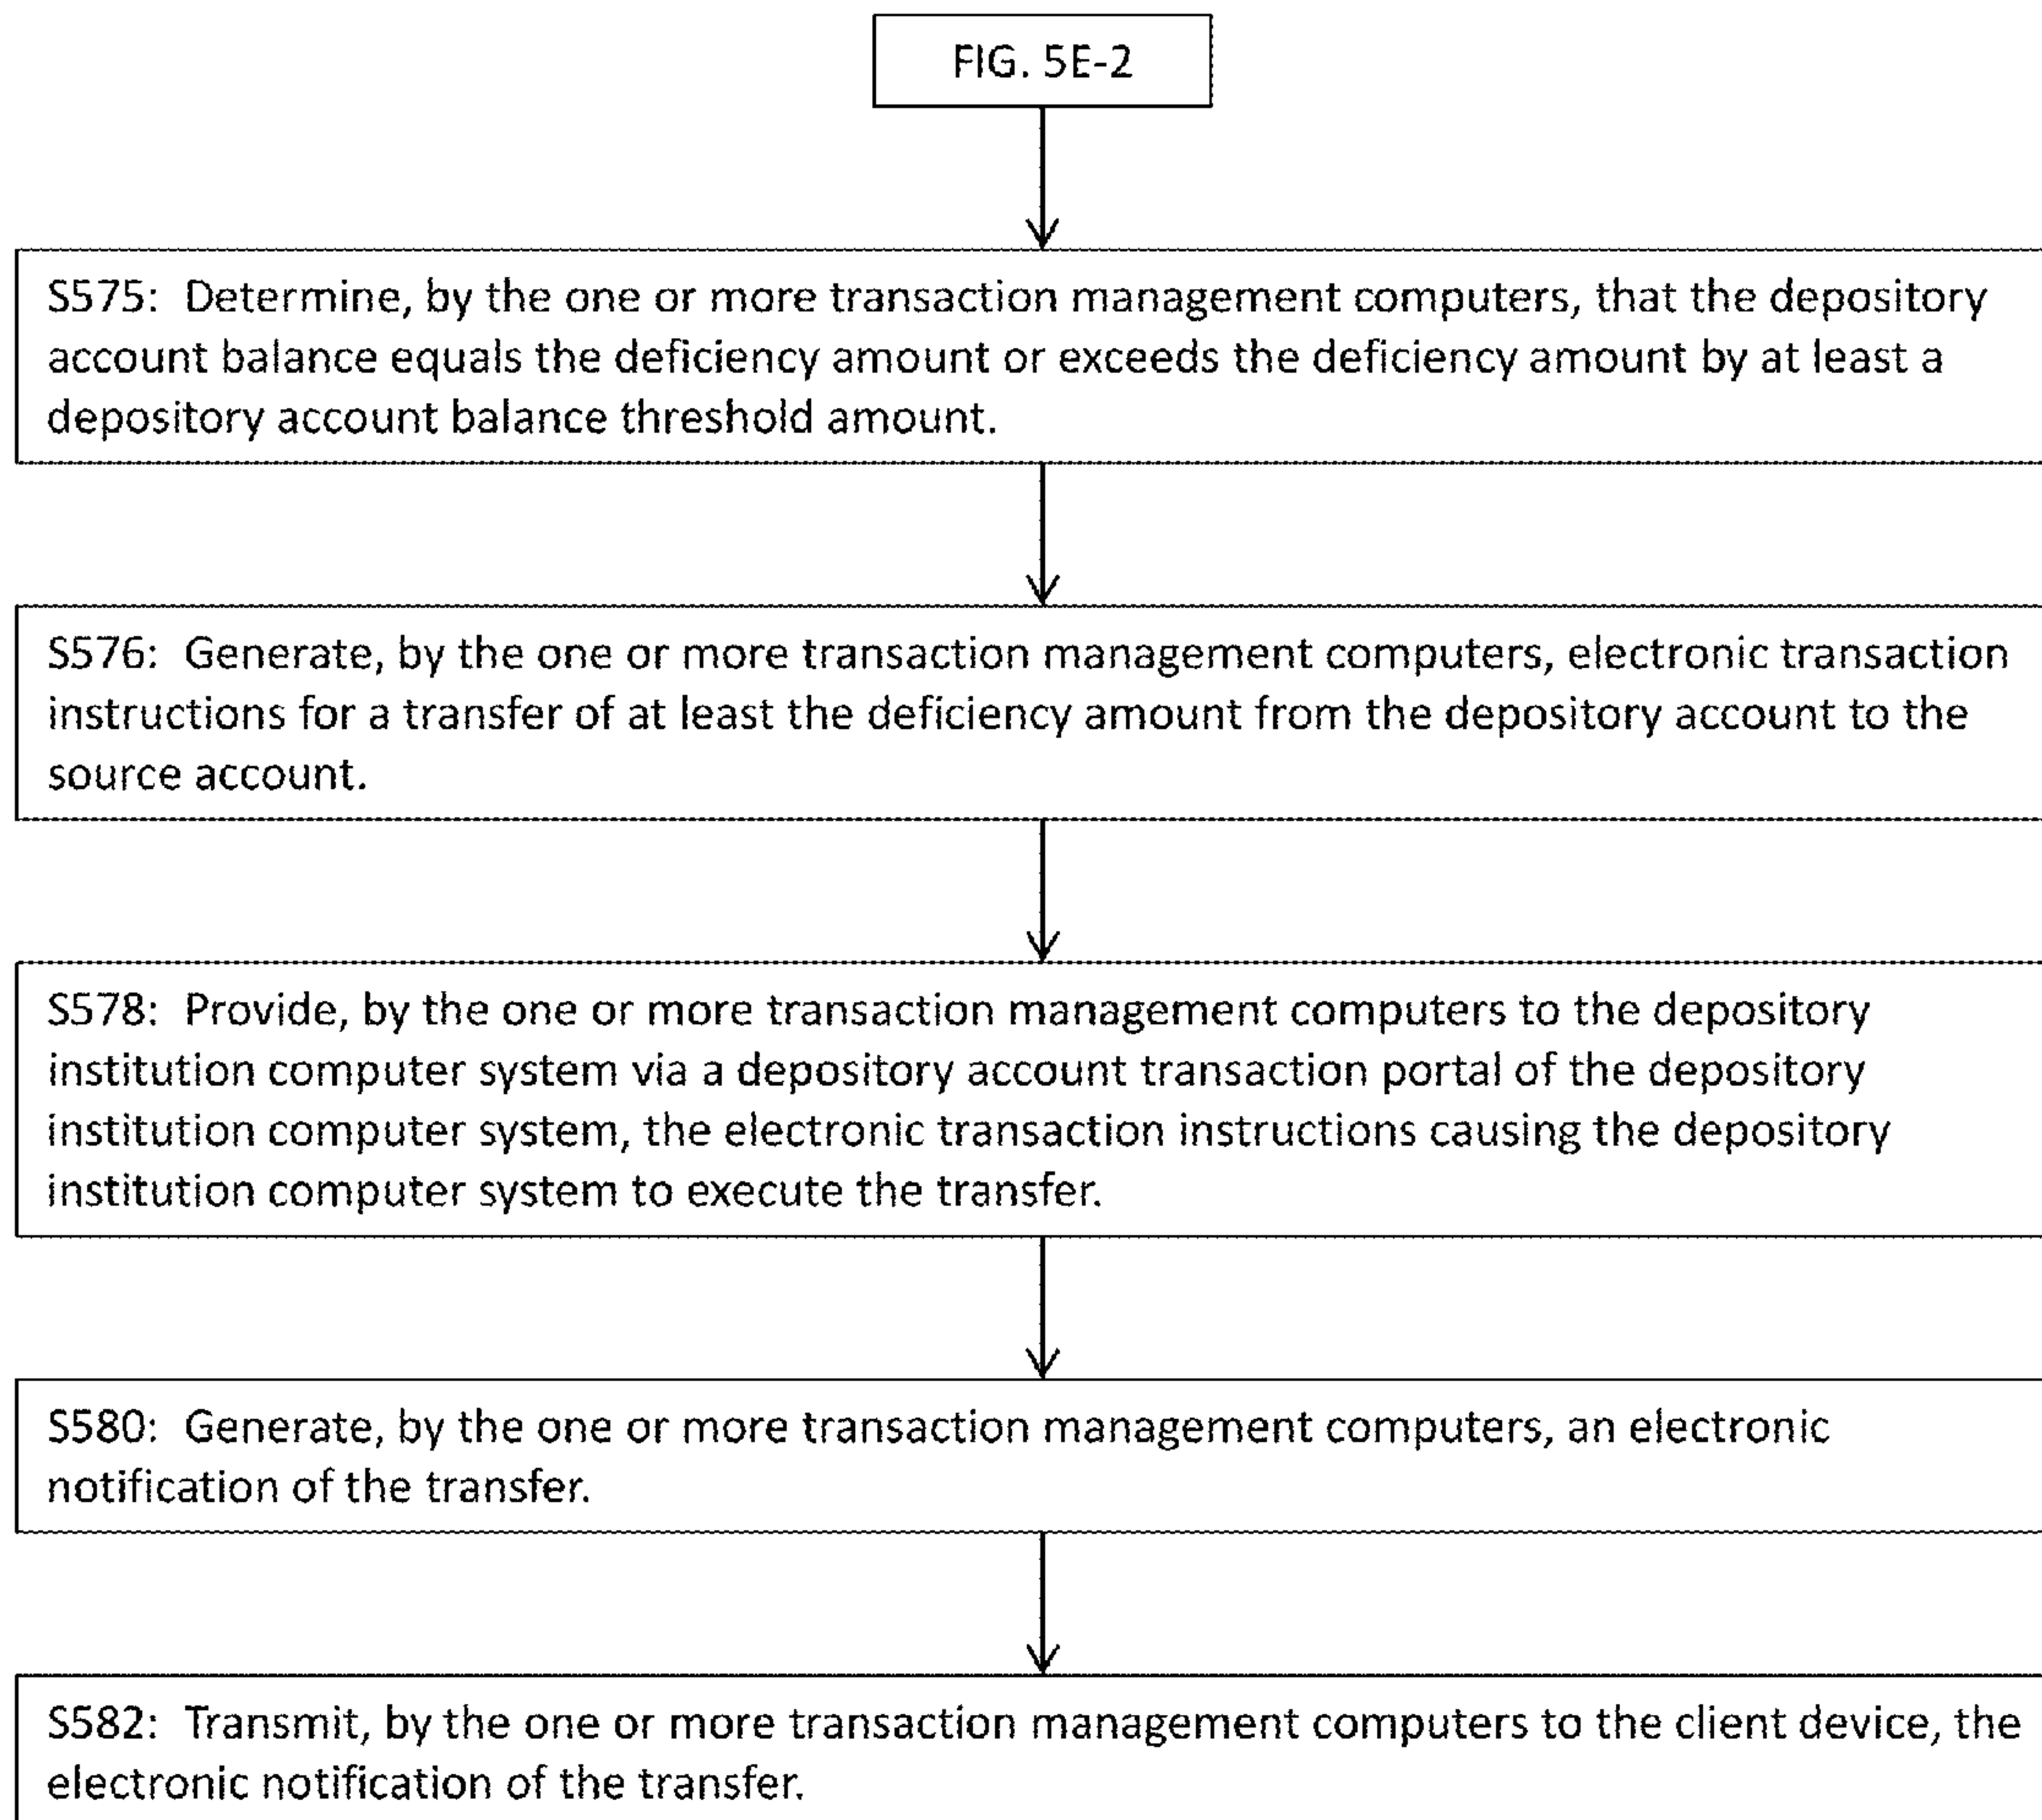 FIG. 5E-2
S575: Determine, by the one or more transaction management computers, that the depository
account balance equals the deficiency amount or exceeds the deficiency amount by at least a
depository account balance threshold amount.
S576: Generate, by the one or more transaction management computers, electronic transaction
instructions for a transfer of at least the deficiency amount from the depository account to the
source account.
S578: Provide, by the one or more transaction management computers to the depository
institution computer system via a depository account transaction portal of the depository
institution computer system, the electronic transaction instructions causing the depository
institution computer system to execute the transfer.
S580: Generate, by the one or more transaction management computers, an electronic
notification of the transfer.
S582: Transmit, by the one or more transaction management computers to the client device, the
electronic notification of the transfer.